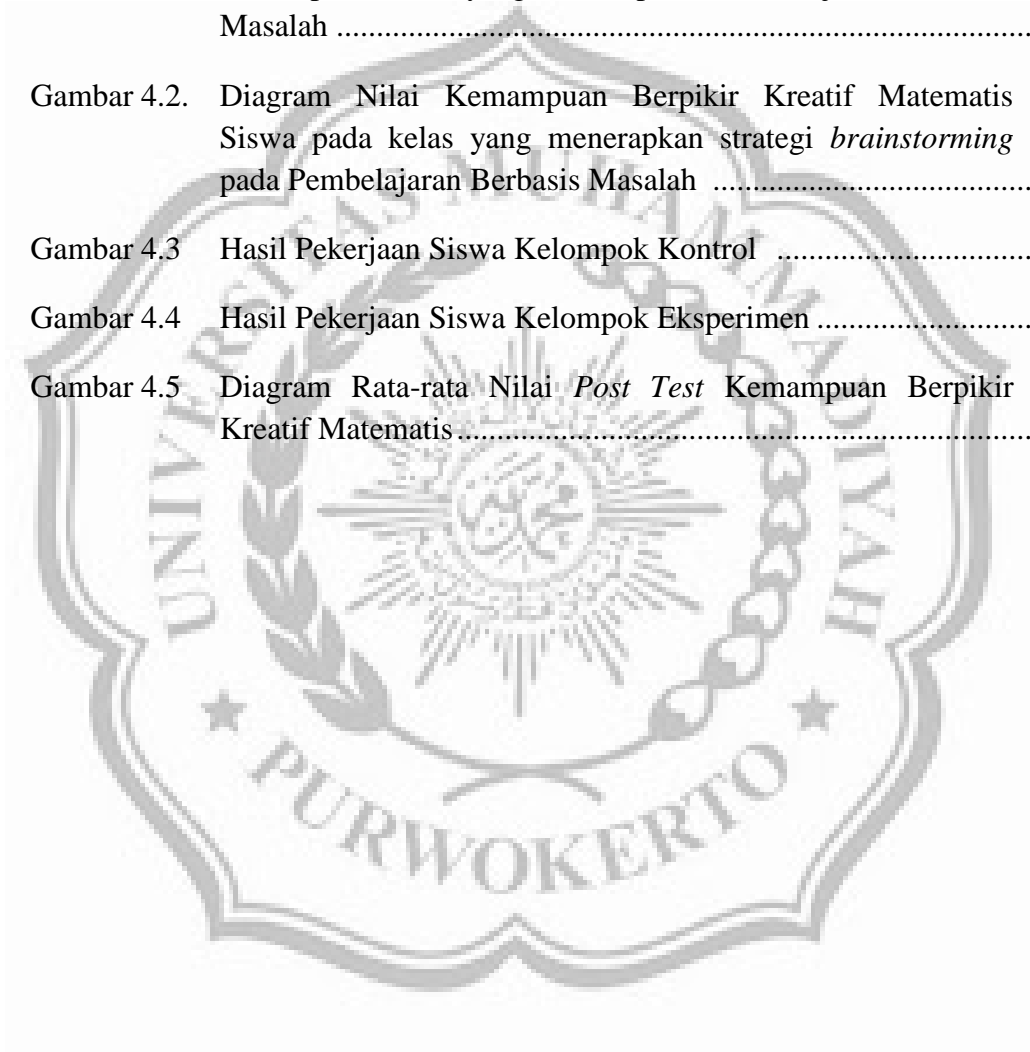 Masalah ........................................................................................
Gambar 4.2. Diagram Nilai Kemampuan Berpikir Kreatif Matematis
Siswa pada kelas yang menerapkan strategi brainstorming
pada Pembelajaran Berbasis Masalah ........................................
Gambar 4.3 Hasil Pekerjaan Siswa Kelompok Kontrol ................................
Gambar 4.4 Hasil Pekerjaan Siswa Kelompok Eksperimen ...........................
Gambar 4.5 Diagram Rata-rata Nilai Post Test Kemampuan Berpikir
Kreatif Matematis ........................................................................
UNIVERSITAS MUHAMMADIYAH
PURWOKERTO